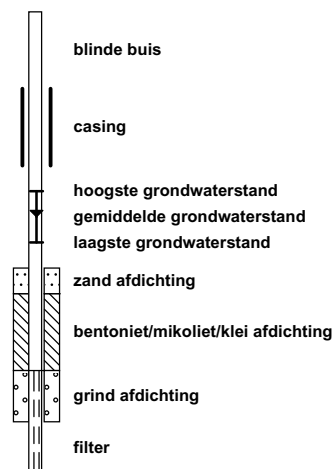 blinde buis
casing
hoogste grondwaterstand
gemiddelde grondwaterstand
laagste grondwaterstand
zand afdichting
bentoniet/mikoliet/klei afdichting
grind afdichting
filter